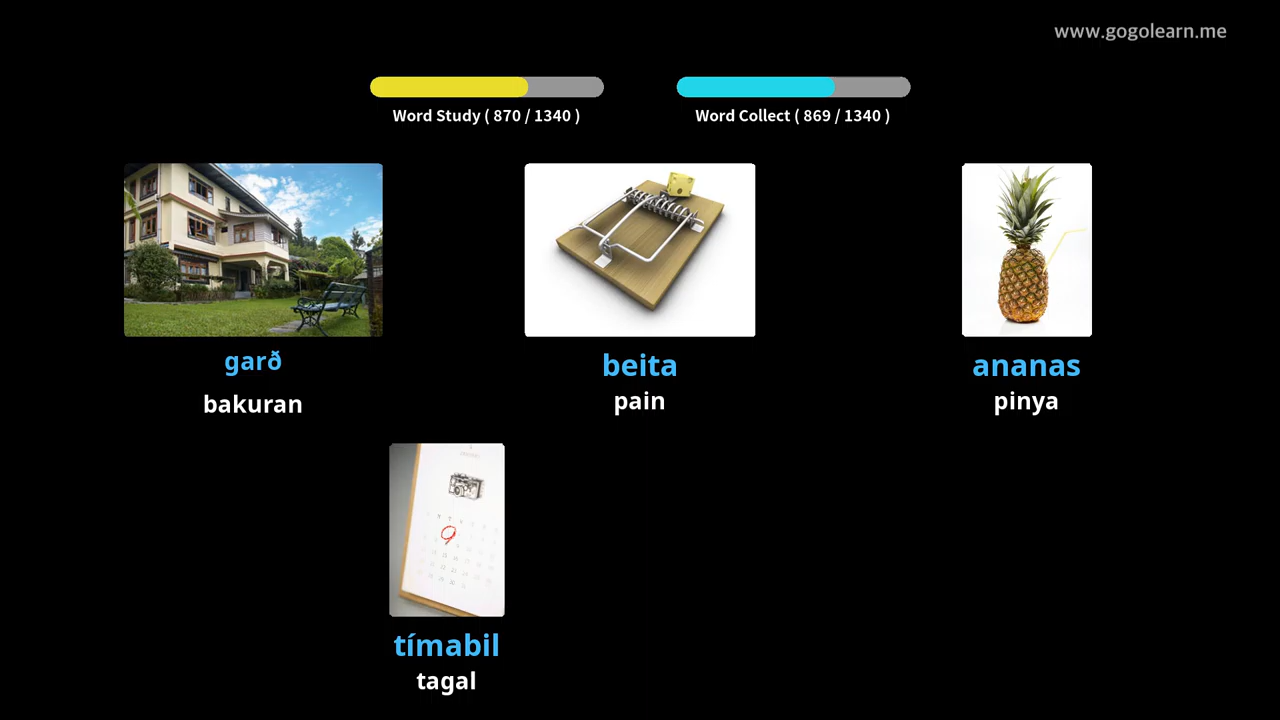 www.gogolearn.me
Word Study ( 870 / 1340 )
Word Collect ( 869 / 1340 )
garð
bakuran
beita
pain
ananas
pinya
tímabil
tagal